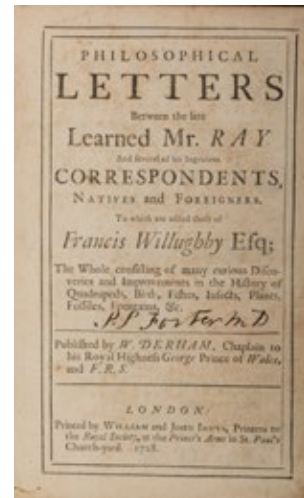 PHILOSOPHICAL
LETTERS
Between the late
Learned Mr. RAY
And several of his Ingenious
CORRESPONDENTS,
NATIVES and FOREIGNERS.
To which are added those of
Francis Willughby Eſq;
The Whole conſiſting of many curious Diſco-
veries and Improvements in the Hiſtory of
Quadrupeds, Birds, Fiſhes, Inſects, Plants,
Foſſiles, Fountains, &c.
Forster MD
Publiſhed by W. DERHAM, Chaplain to
his Royal Highneſs George Prince of Wales,
and F. R. S.
LONDON:
Printed by WILLIAM and JOHN INNYS, Printers to
the Royal Society, at the Prince's Arms in St. Paul's
Church-yard. 1718.